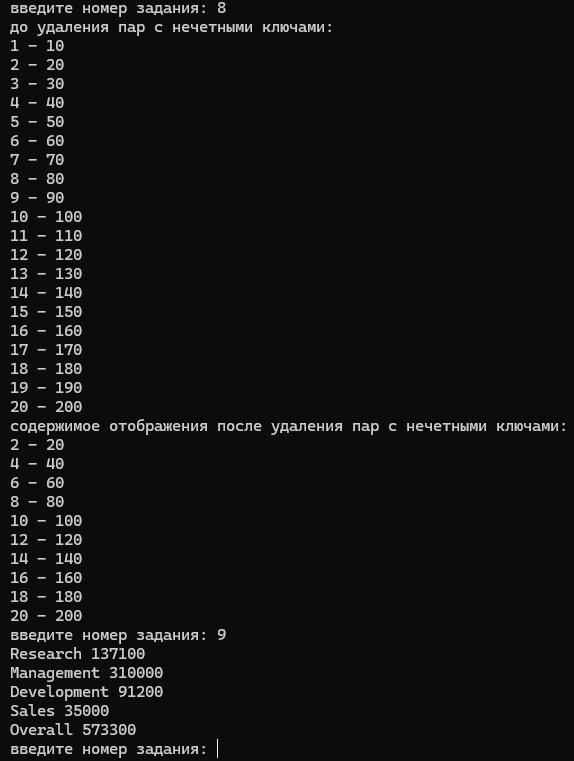 введите номер задания: 8
до удаления пар с нечетными ключами:
1 – 10
2 – 20
3 – 30
4 – 40
5 – 50
6 – 60
7 – 70
8 – 80
9 – 90
10 – 100
11 – 110
12 – 120
13 – 130
14 – 140
15 – 150
16 – 160
17 – 170
18 – 180
19 – 190
20 – 200
содержимое отображения после удаления пар с нечетными ключами:
2 – 20
4 – 40
6 – 60
8 – 80
10 – 100
12 – 120
14 – 140
16 – 160
18 – 180
20 – 200
введите номер задания: 9
Research 137100
Management 310000
Development 91200
Sales 35000
Overall 573300
введите номер задания: